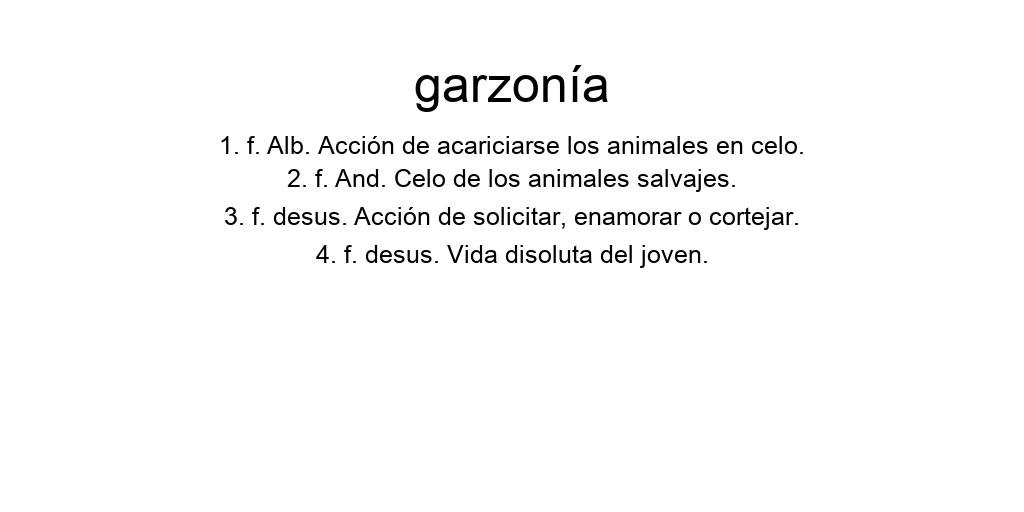 garzonía
1. f. Alb. Acción de acariciarse los animales en celo.
2. f. And. Celo de los animales salvajes.
3. f. desus. Acción de solicitar, enamorar o cortejar.
4. f. desus. Vida disoluta del joven.